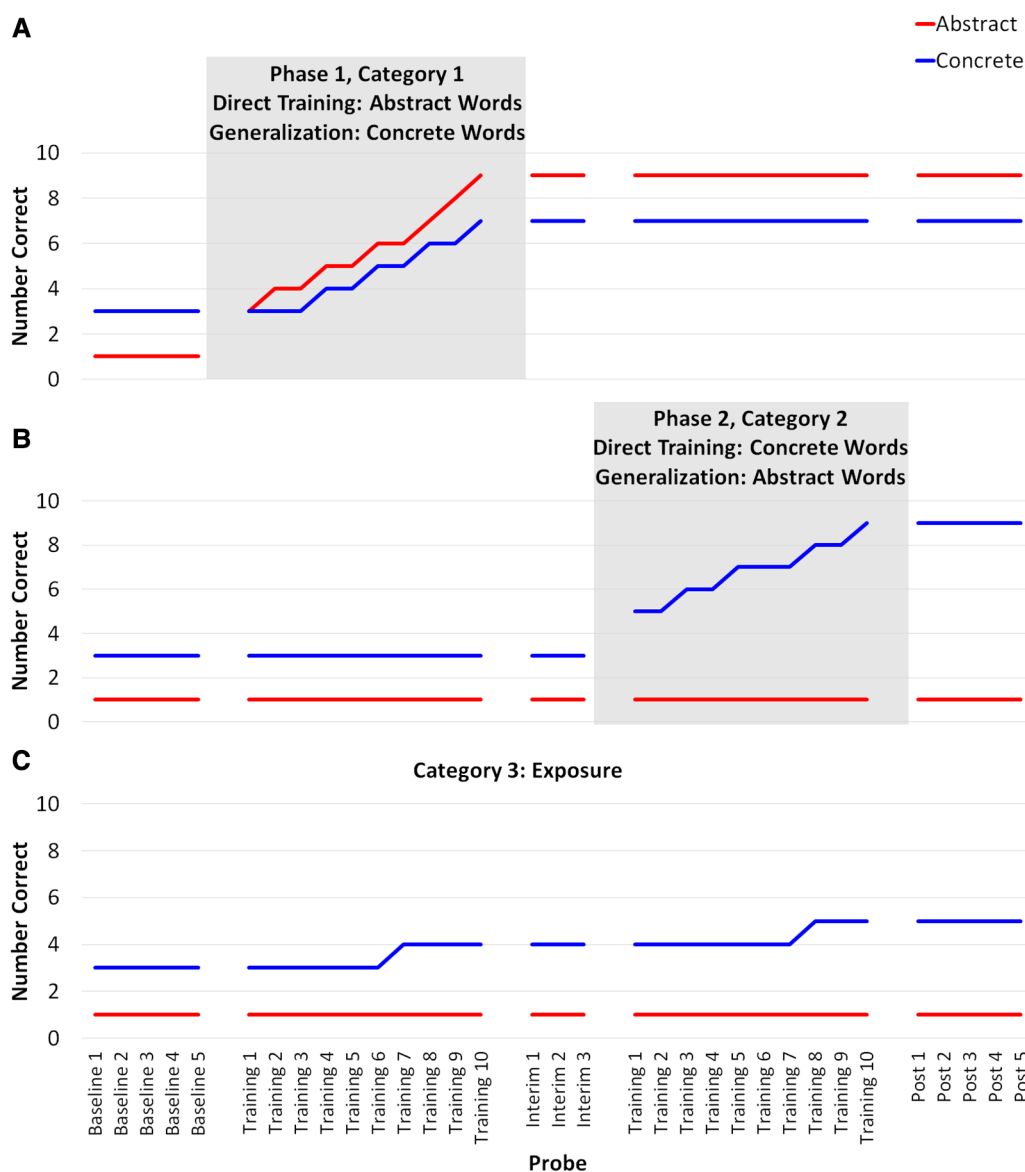 A
Abstract
Concrete
Phase 1, Category 1
Direct Training: Abstract Words
Generalization: Concrete Words
Number Correct
10
8
6
4
2
0
B
Phase 2, Category 2
Direct Training: Concrete Words
Generalization: Abstract Words
Number Correct
10
8
6
4
2
0
C
Category 3: Exposure
Number Correct
10
8
6
4
2
0
Baseline 1
Baseline 2
Baseline 3
Baseline 4
Baseline 5
Training 1
Training 2
Training 3
Training 4
Training 5
Training 6
Training 7
Training 8
Training 9
Training 10
Interim 1
Interim 2
Interim 3
Training 1
Training 2
Training 3
Training 4
Training 5
Training 6
Training 7
Training 8
Training 9
Training 10
Post 1
Post 2
Post 3
Post 4
Post 5
Probe